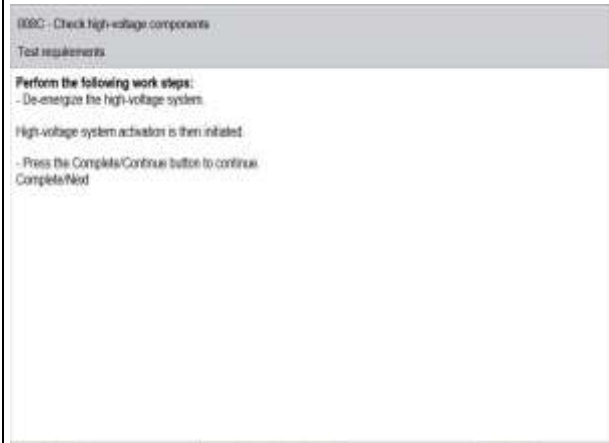 008C - Check high-voltage components
Test requirements
Perform the following work steps:
- De-energize the high-voltage system.
High-voltage system activation is then initiated.
- Press the Complete/Continue button to continue.
Complete/Next